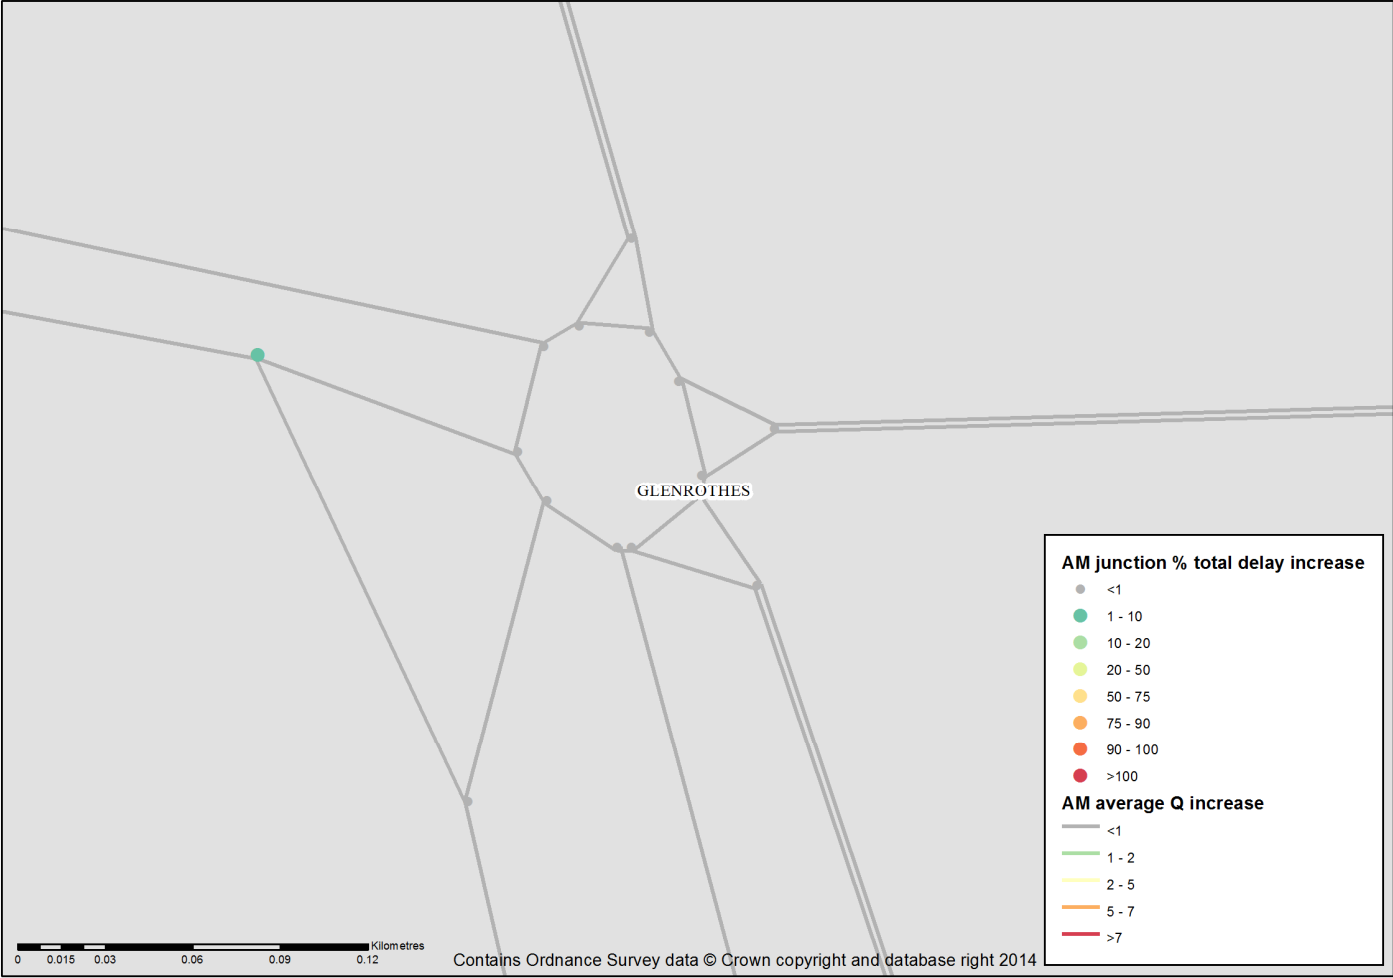 GLENROTHES
AM junction % total delay increase
<1
1 - 10
10 - 20
20 - 50
50 - 75
75 - 90
90 - 100
>100
AM average Q increase
<1
1 - 2
2 - 5
5 - 7
>7
Kilometres
0 0.015 0.03 0.06 0.09 0.12
Contains Ordnance Survey data © Crown copyright and database right 2014